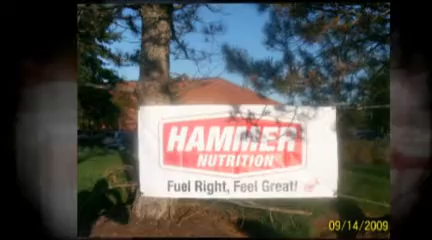 HAMMER
NUTRITION
Fuel Right, Feel Great!
09/14/2009